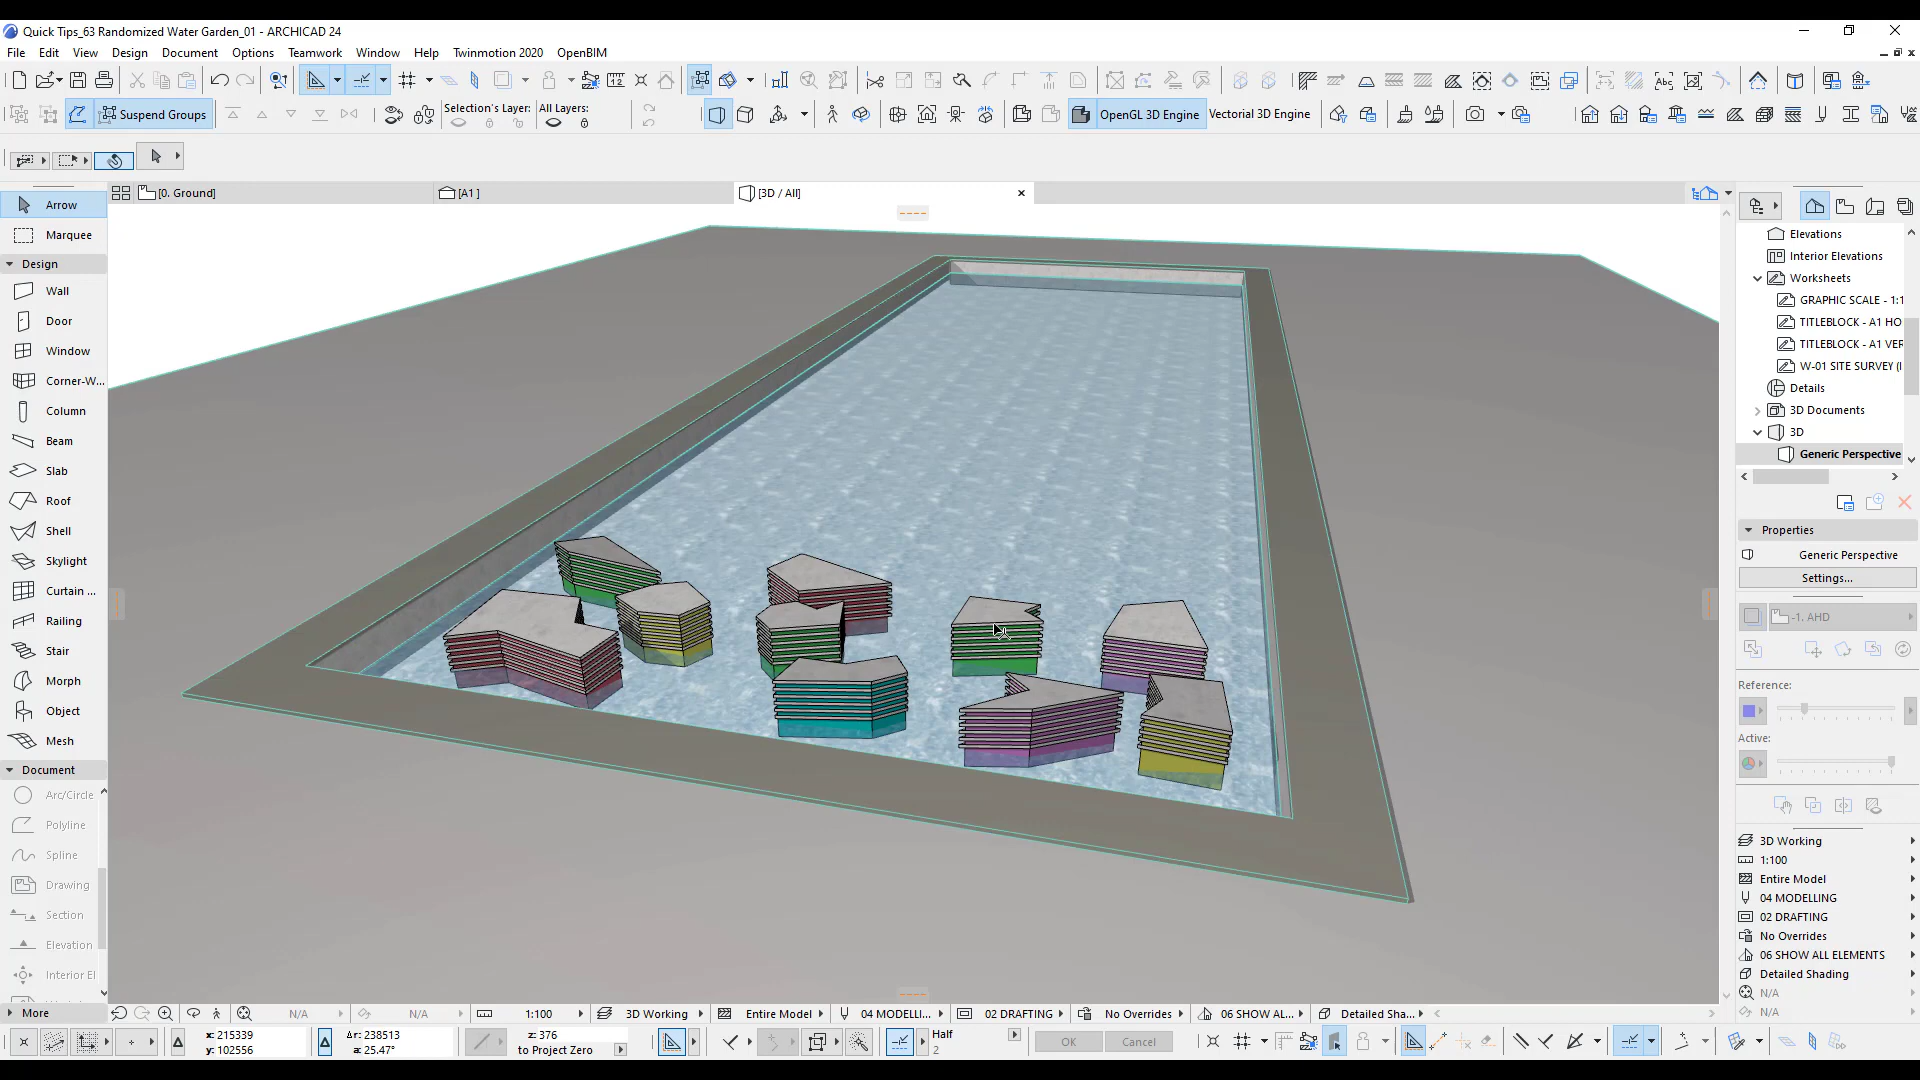 Quick Tips_63 Randomized Water Garden_01 - ARCHICAD 24
File Edit View Design Document Options Teamwork Window Help Twinmotion 2020 OpenBIM
Suspend Groups
Selection's Layer:
All Layers:
OpenGL 3D Engine
Vectorial 3D Engine
[0. Ground]
[A1 ]
[3D / All]
Arrow
Marquee
Design
Wall
Door
Window
Corner-W...
Column
Beam
Slab
Roof
Shell
Skylight
Curtain ...
Railing
Stair
Morph
Object
Mesh
Document
Arc/Circle
Polyline
Spline
Drawing
Section
Elevation
Interior El
More
Elevations
Interior Elevations
Worksheets
GRAPHIC SCALE - 1:1
TITLEBLOCK - A1 HO
TITLEBLOCK - A1 VER
W-01 SITE SURVEY (I
Details
3D Documents
3D
Generic Perspective
Properties
Generic Perspective
Settings...
-1. AHD
Reference:
Active:
3D Working
1:100
Entire Model
04 MODELLING
02 DRAFTING
No Overrides
06 SHOW ALL ELEMENTS
Detailed Shading
N/A
N/A
N/A
N/A
1:100
3D Working
Entire Model
04 MODELLI...
02 DRAFTING
No Overrides
06 SHOW AL...
Detailed Sha...
x: 215339
y: 102556
Δr: 238513
a: 25.47°
z: 376
to Project Zero
Half
2
OK
Cancel